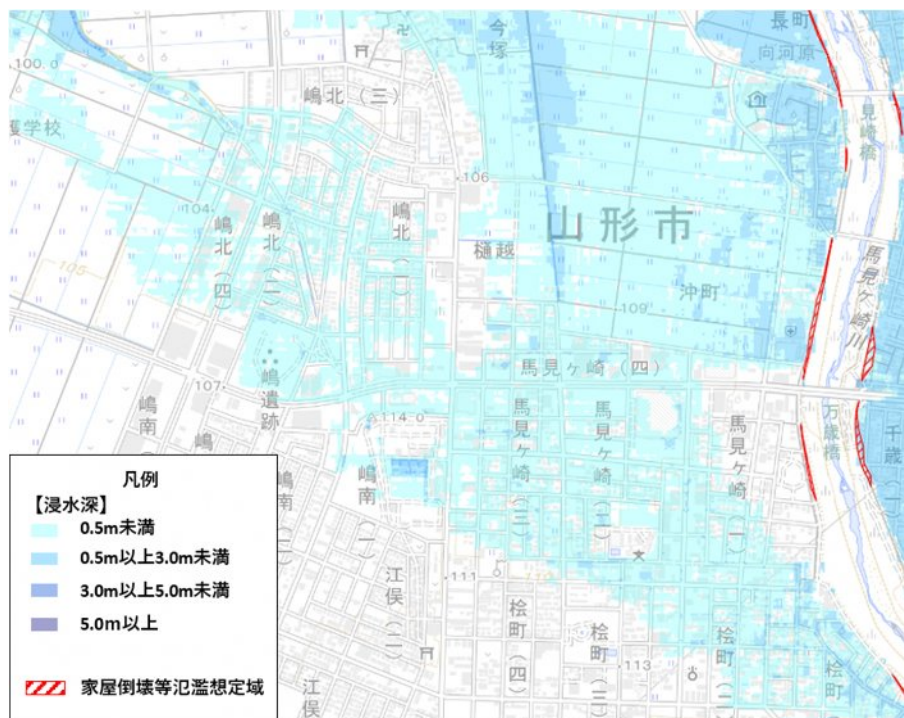 長町
向河原
今塚
100.0
嶋北（三）
護学校
見崎橋
106
山形市
104
嶋北（四）
嶋北（二）
嶋北（一）
樋越
105
沖町
109
馬見ヶ崎川
馬見ヶ崎（四）
107
嶋遺跡
嶋南
嶋
114.0
馬見ヶ崎（三）
馬見ヶ崎（二）
馬見ヶ崎（一）
万歳橋
千歳（一）
嶋南（一）
江俣（二）
111
110
桧町（四）
桧町（三）
113
桧町（二）
桧町
江俣
凡例
【浸水深】
0.5m未満
0.5m以上3.0m未満
3.0m以上5.0m未満
5.0m以上
家屋倒壊等氾濫想定域